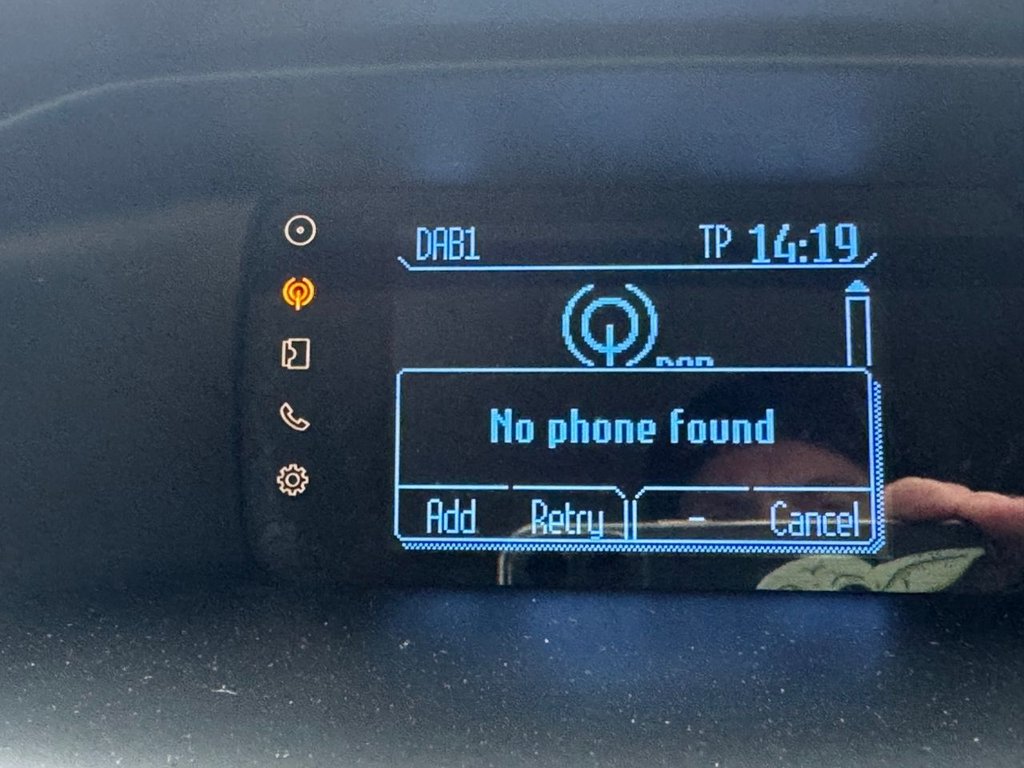 DAB1 TP 14:19
No phone found
Add Retry - Cancel